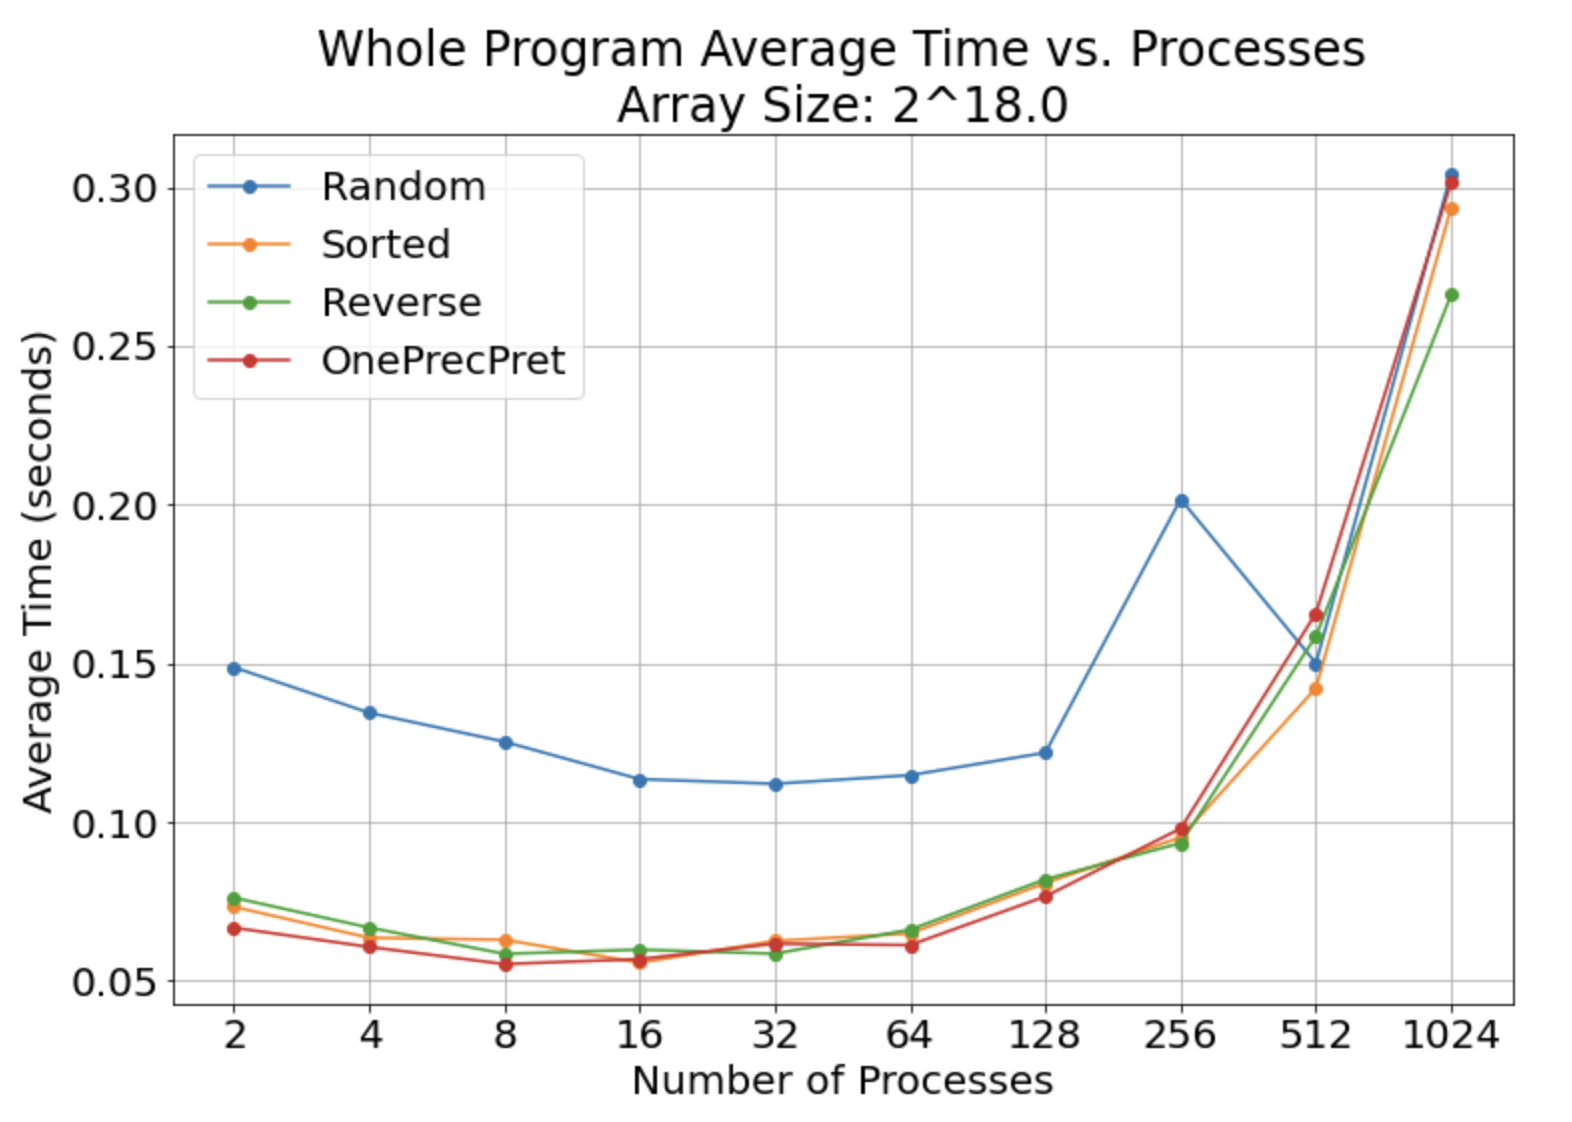 Whole Program Average Time vs. Processes
Array Size: 2^18.0
Random
Sorted
Reverse
OnePrecPret
0.30
0.25
0.20
0.15
0.10
0.05
Average Time (seconds)
2 4 8 16 32 64 128 256 512 1024
Number of Processes